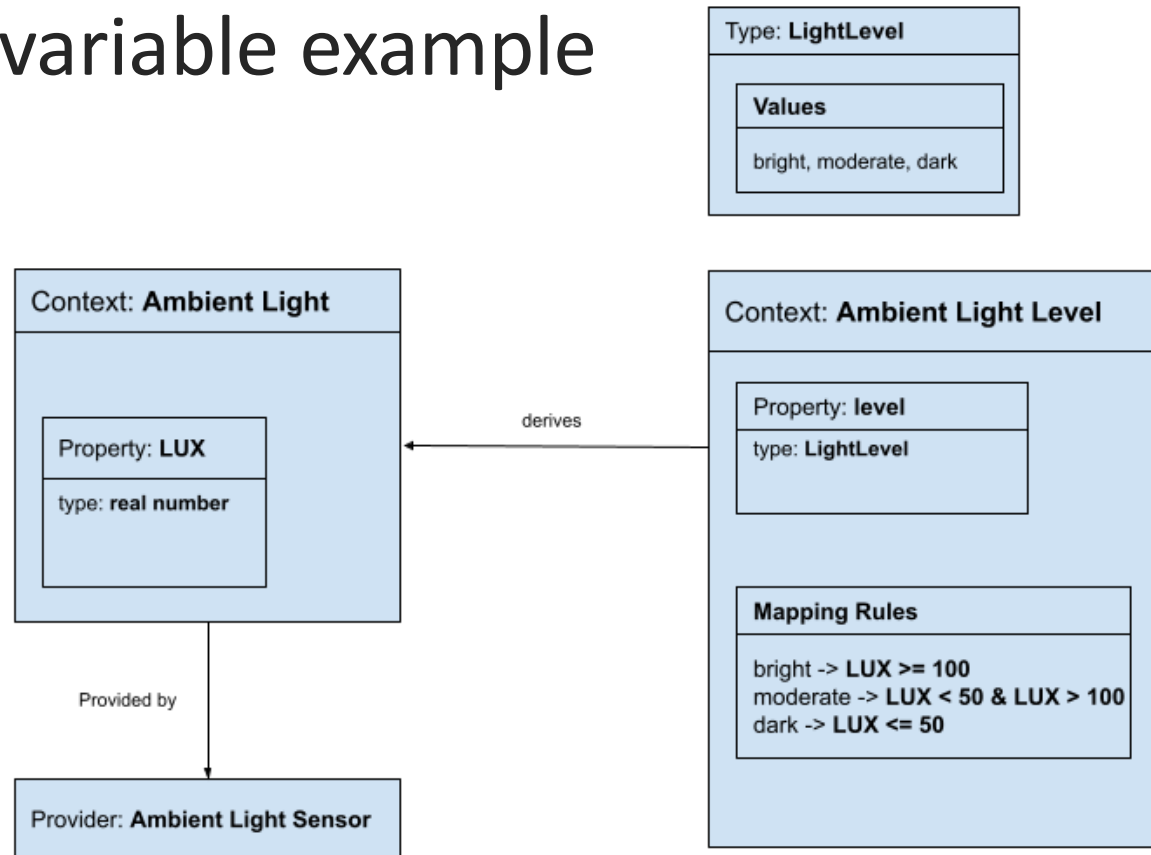 variable example
Type: LightLevel
Values
bright, moderate, dark
Context: Ambient Light
Property: LUX
type: real number
derives
Context: Ambient Light Level
Property: level
type: LightLevel
Mapping Rules
bright -> LUX >= 100
moderate -> LUX < 50 & LUX > 100
dark -> LUX <= 50
Provided by
Provider: Ambient Light Sensor